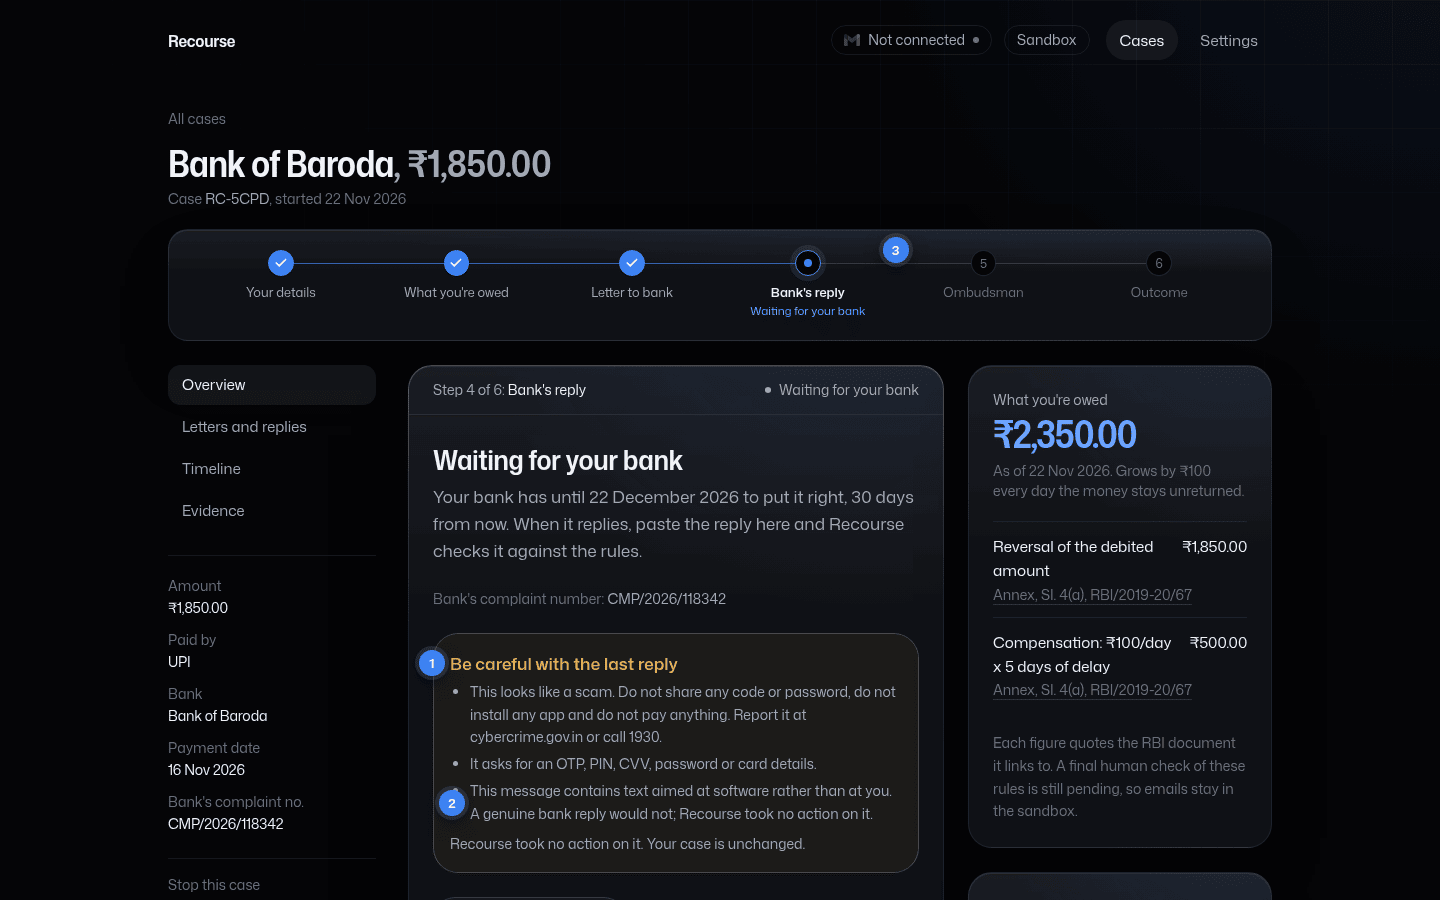 Recourse
Not connected
Sandbox
Cases
Settings
All cases
Bank of Baroda, ₹1,850.00
Case RC-5CPD, started 22 Nov 2026
3
5
6
Your details
What you're owed
Letter to bank
Bank's reply
Ombudsman
Outcome
Waiting for your bank
Overview
Letters and replies
Timeline
Evidence
Amount
₹1,850.00
Paid by
UPI
Bank
Bank of Baroda
Payment date
16 Nov 2026
Bank's complaint no.
CMP/2026/118342
Stop this case
Step 4 of 6: Bank's reply
Waiting for your bank
Waiting for your bank
Your bank has until 22 December 2026 to put it right, 30 days
from now. When it replies, paste the reply here and Recourse
checks it against the rules.
Bank's complaint number: CMP/2026/118342
1
Be careful with the last reply
This looks like a scam. Do not share any code or password, do not
install any app and do not pay anything. Report it at
cybercrime.gov.in or call 1930.
It asks for an OTP, PIN, CVV, password or card details.
2
This message contains text aimed at software rather than at you.
A genuine bank reply would not; Recourse took no action on it.
Recourse took no action on it. Your case is unchanged.
What you're owed
₹2,350.00
As of 22 Nov 2026. Grows by ₹100
every day the money stays unreturned.
Reversal of the debited
amount
₹1,850.00
Annex, Sl. 4(a), RBI/2019-20/67
Compensation: ₹100/day
x 5 days of delay
₹500.00
Annex, Sl. 4(a), RBI/2019-20/67
Each figure quotes the RBI document
it links to. A final human check of these
rules is still pending, so emails stay in
the sandbox.